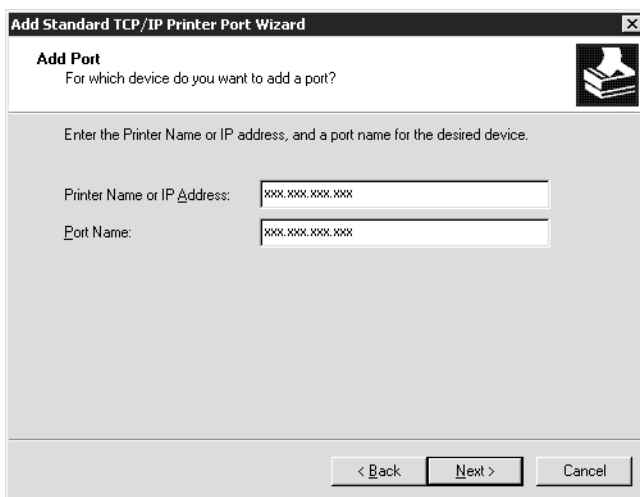 Add Standard TCP/IP Printer Port Wizard
Add Port
For which device do you want to add a port?
Enter the Printer Name or IP address, and a port name for the desired device.
Printer Name or IP Address: xxx.xxx.xxx.xxx
Port Name: xxx.xxx.xxx.xxx
< Back Next > Cancel